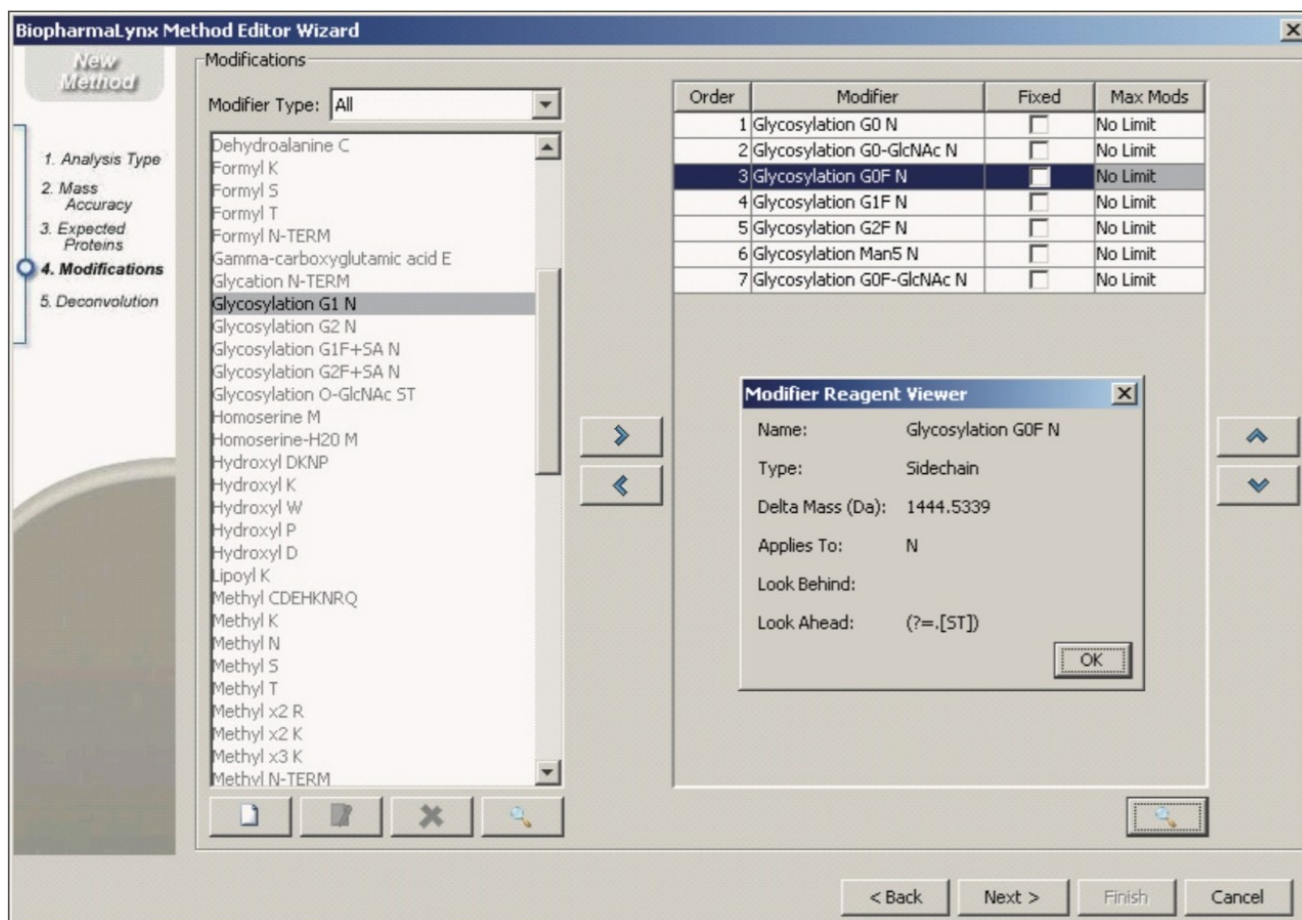 BiopharmaLynx Method Editor Wizard
New
Method
1. Analysis Type
2. Mass
Accuracy
3. Expected
Proteins
4. Modifications
5. Deconvolution
Modifications
Modifier Type: All
Dehydroalanine C
Formyl K
Formyl S
Formyl T
Formyl N-TERM
Gamma-carboxyglutamic acid E
Glycation N-TERM
Glycosylation G1 N
Glycosylation G2 N
Glycosylation G1F+SA N
Glycosylation G2F+SA N
Glycosylation O-GlcNAc ST
Homoserine M
Homoserine-H20 M
Hydroxyl DKNP
Hydroxyl K
Hydroxyl W
Hydroxyl P
Hydroxyl D
Lipoyl K
Methyl CDEHKNRQ
Methyl K
Methyl N
Methyl S
Methyl T
Methyl x2 R
Methyl x2 K
Methyl x3 K
Methyl N-TERM
Order Modifier Fixed Max Mods
1 Glycosylation G0 N No Limit
2 Glycosylation G0-GlcNAc N No Limit
3 Glycosylation G0F N No Limit
4 Glycosylation G1F N No Limit
5 Glycosylation G2F N No Limit
6 Glycosylation Man5 N No Limit
7 Glycosylation G0F-GlcNAc N No Limit
Modifier Reagent Viewer
Name: Glycosylation G0F N
Type: Sidechain
Delta Mass (Da): 1444.5339
Applies To: N
Look Behind:
Look Ahead: (?=.[ST])
OK
< Back Next > Finish Cancel